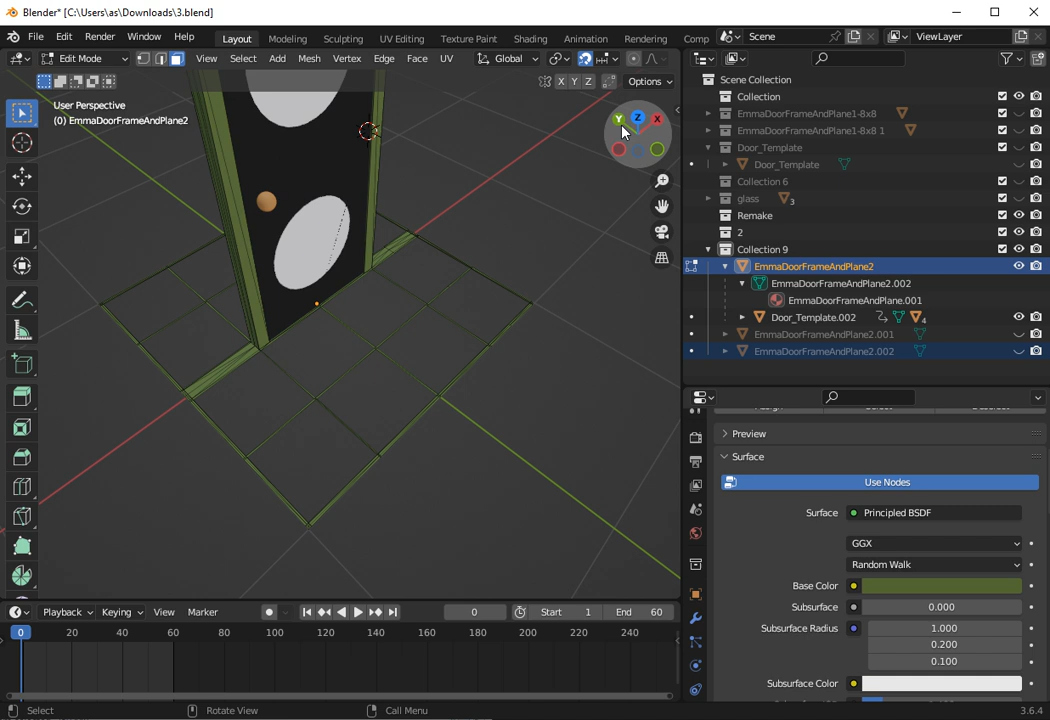 Blender* [C:\Users\as\Downloads\3.blend]
File Edit Render Window Help Layout Modeling Sculpting UV Editing Texture Paint Shading Animation Rendering Comp Scene ViewLayer
Edit Mode View Select Add Mesh Vertex Edge Face UV Global
X Y Z Options
User Perspective
(0) EmmaDoorFrameAndPlane2
Y Z X
Scene Collection
Collection
EmmaDoorFrameAndPlane1-8x8
EmmaDoorFrameAndPlane1-8x8 1
Door_Template
Door_Template
Collection 6
glass 3
Remake
2
Collection 9
EmmaDoorFrameAndPlane2
EmmaDoorFrameAndPlane2.002
EmmaDoorFrameAndPlane.001
Door_Template.002 4
EmmaDoorFrameAndPlane2.001
EmmaDoorFrameAndPlane2.002
Preview
Surface
Use Nodes
Surface Principled BSDF
GGX
Random Walk
Base Color
Subsurface 0.000
Subsurface Radius 1.000
0.200
0.100
Subsurface Color
Playback Keying View Marker 0 Start 1 End 60
0 20 40 60 80 100 120 140 160 180 200 220 240
Select Rotate View Call Menu 3.6.4